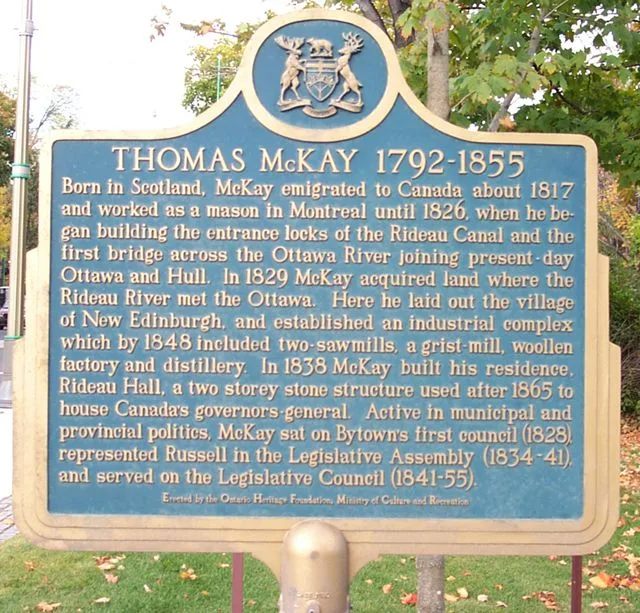 THOMAS McKAY 1792-1855
Born in Scotland, McKay emigrated to Canada about 1817
and worked as a mason in Montreal until 1826, when he be-
gan building the entrance locks of the Rideau Canal and the
first bridge across the Ottawa River joining present-day
Ottawa and Hull. In 1829 McKay acquired land where the
Rideau River met the Ottawa. Here he laid out the village
of New Edinburgh, and established an industrial complex
which by 1848 included two-sawmills, a grist-mill, woollen
factory and distillery. In 1838 McKay built his residence,
Rideau Hall, a two storey stone structure used after 1865 to
house Canada's governors-general. Active in municipal and
provincial politics, McKay sat on Bytown's first council (1828),
represented Russell in the Legislative Assembly (1834-41),
and served on the Legislative Council (1841-55).
Erected by the Ontario Heritage Foundation, Ministry of Culture and Recreation